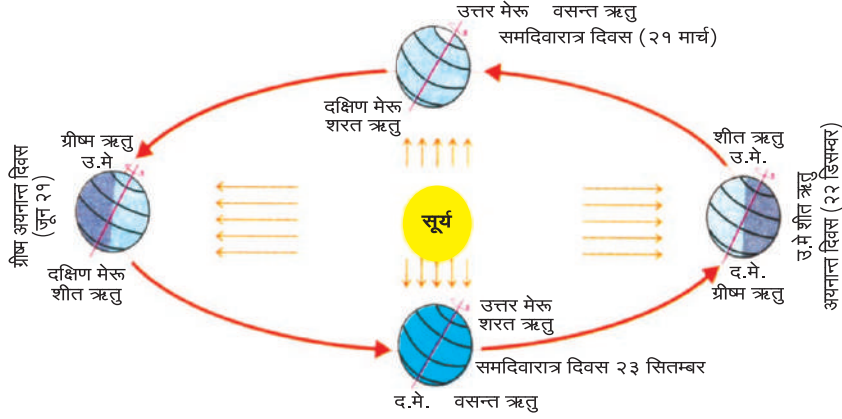 उत्तर मेरू वसन्त ऋतु
समदिवारात्र दिवस (२१ मार्च)
दक्षिण मेरू
शरत ऋतु
ग्रीष्म ऋतु
उ.मे
ग्रीष्म अयनान्त दिवस
(जून २१)
दक्षिण मेरू
शीत ऋतु
सूर्य
शीत ऋतु
उ.मे.
द.मे.
ग्रीष्म ऋतु
उ.मे शीत ऋतु
अयनान्त दिवस (२२ डिसम्वर)
उत्तर मेरू
शरत ऋतु
समदिवारात्र दिवस २३ सितम्बर
द.मे. वसन्त ऋतु